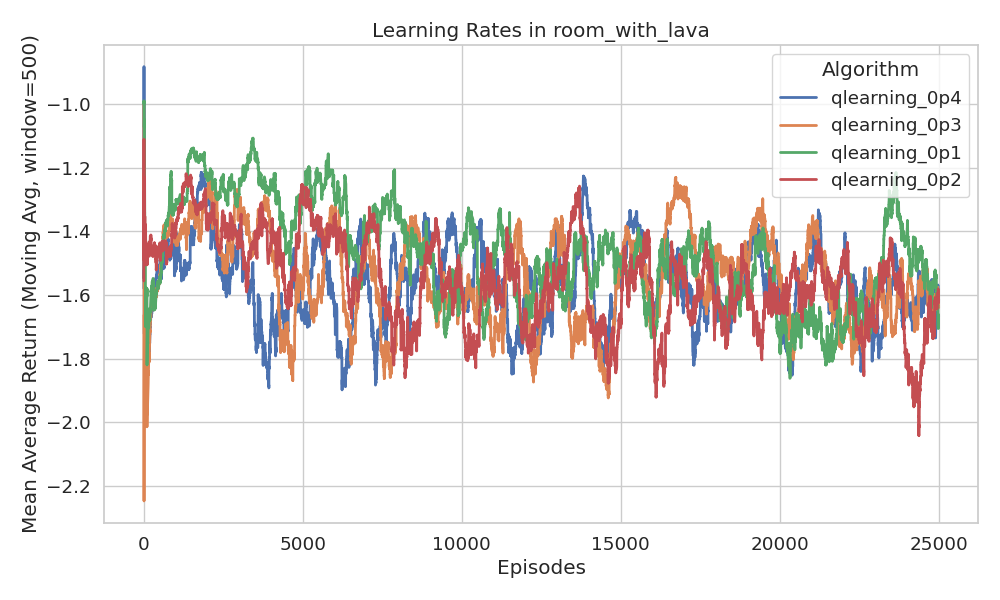 Learning Rates in room_with_lava
Mean Average Return (Moving Avg, window=500)
−1.0
−1.2
−1.4
−1.6
−1.8
−2.0
−2.2
Algorithm
qlearning_0p4
qlearning_0p3
qlearning_0p1
qlearning_0p2
0
5000
10000
15000
20000
25000
Episodes